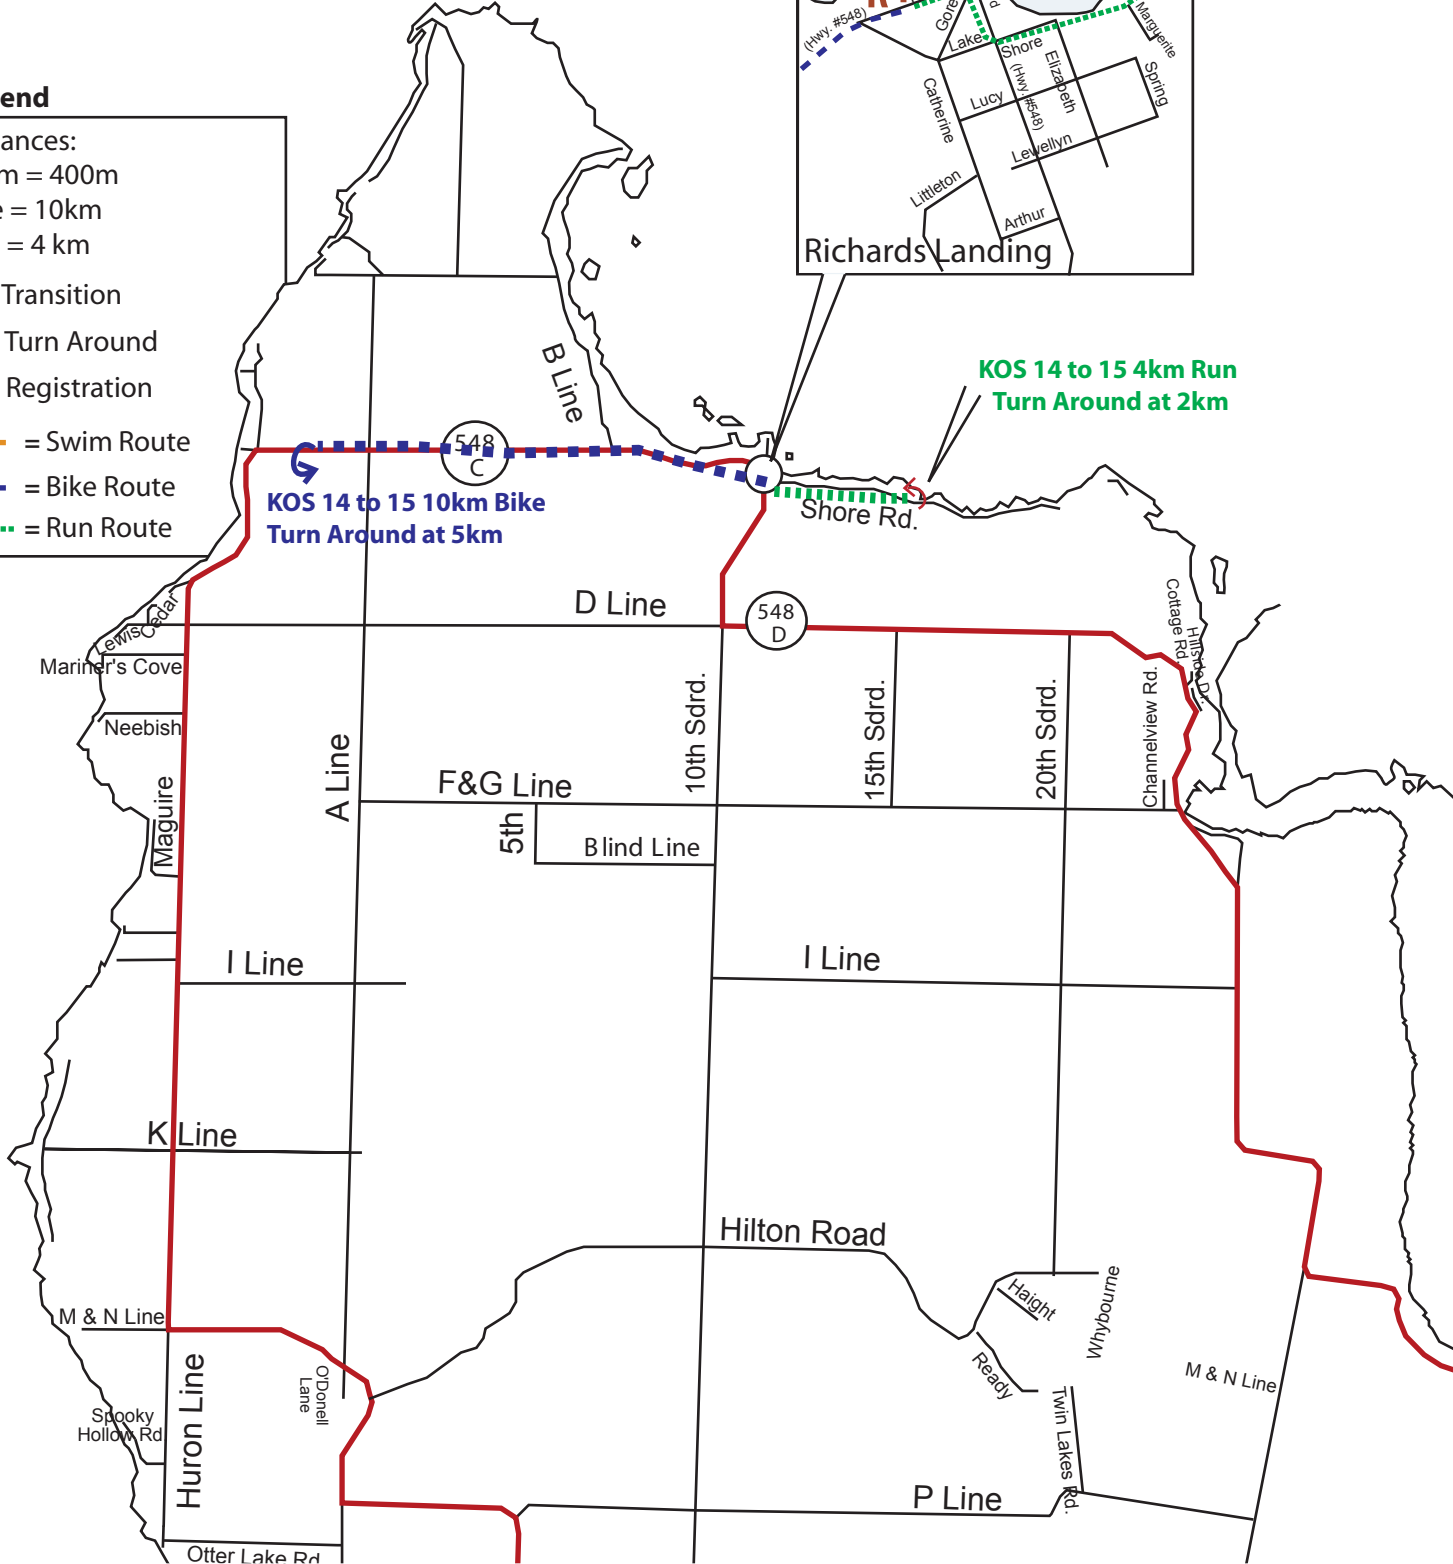 end
ances:
m = 400m
e = 10km
= 4 km
Transition
Turn Around
Registration
= Swim Route
= Bike Route
= Run Route
(Hwy. #548)
Gore
d
Lake
Shore
Marguerite
Catherine
Lucy
(Hwy. #548)
Elizabeth
Spring
Lewellyn
Littleton
Arthur
Richards Landing
B Line
KOS 14 to 15 4km Run
Turn Around at 2km
548
C
KOS 14 to 15 10km Bike
Turn Around at 5km
Shore Rd.
D Line
548
D
Cedar
Lewis
Mariner's Cove
Neebish
Maguire
A Line
F&G Line
5th
Blind Line
10th Sdrd.
15th Sdrd.
20th Sdrd.
Channelview Rd.
Cottage Rd.
Hillside Dr.
I Line
I Line
K Line
Hilton Road
Haight
Whybourne
Ready
M & N Line
M & N Line
Huron Line
O'Donell
Lane
Spooky
Hollow Rd
Twin Lakes Rd.
P Line
Otter Lake Rd